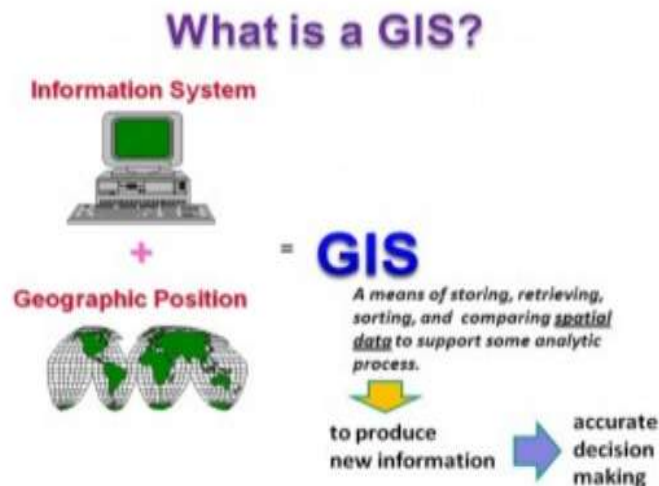 What is a GIS?
Information System
+
= GIS
Geographic Position
A means of storing, retrieving,
sorting, and comparing spatial
data to support some analytic
process.
to produce
new information
accurate
decision
making